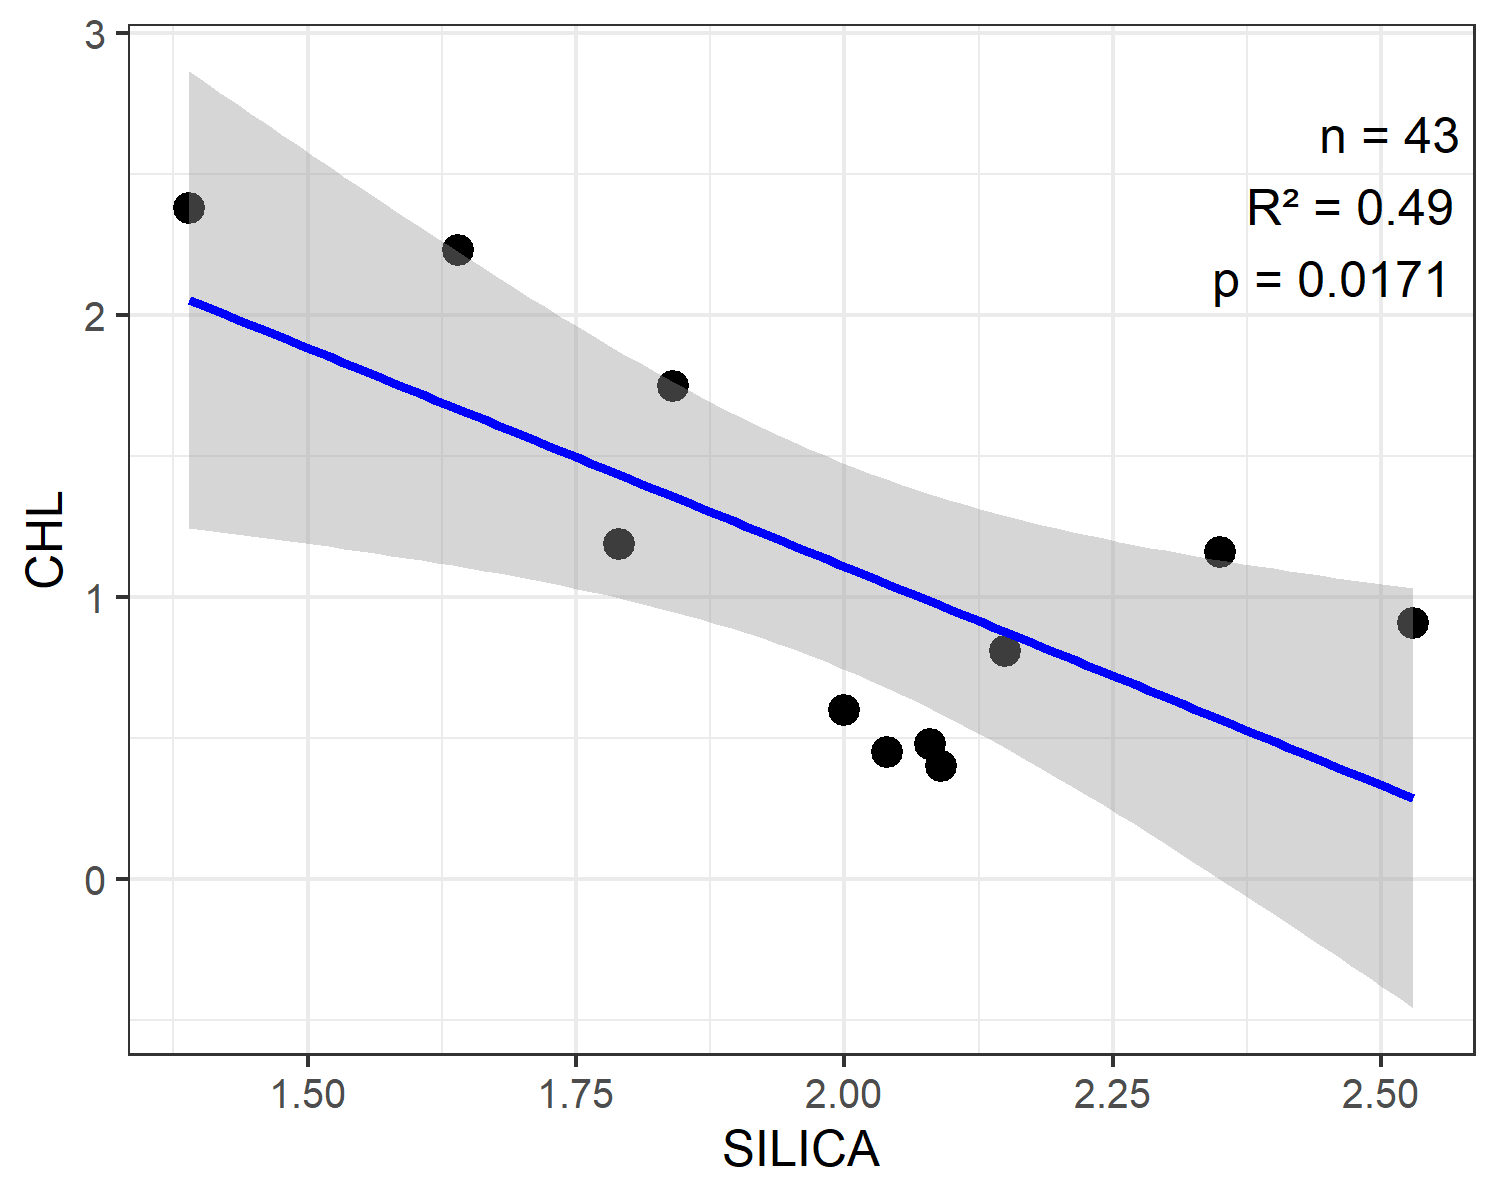 3
n = 43
R² = 0.49
p = 0.0171
2
CHL
1
0
1.50 1.75 2.00 2.25 2.50
SILICA